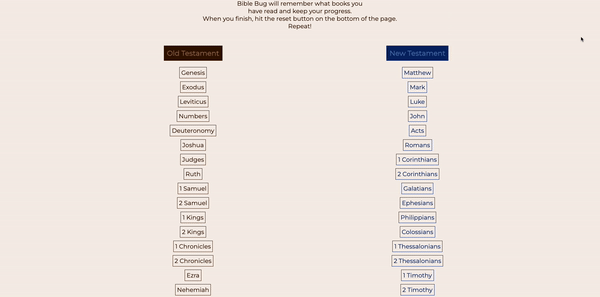 Bible Bug will remember what books you
have read and keep your progress.
When you finish, hit the reset button on the bottom of the page.
Repeat!
Old Testament
Genesis
Exodus
Leviticus
Numbers
Deuteronomy
Joshua
Judges
Ruth
1 Samuel
2 Samuel
1 Kings
2 Kings
1 Chronicles
2 Chronicles
Ezra
Nehemiah
New Testament
Matthew
Mark
Luke
John
Acts
Romans
1 Corinthians
2 Corinthians
Galatians
Ephesians
Philippians
Colossians
1 Thessalonians
2 Thessalonians
1 Timothy
2 Timothy